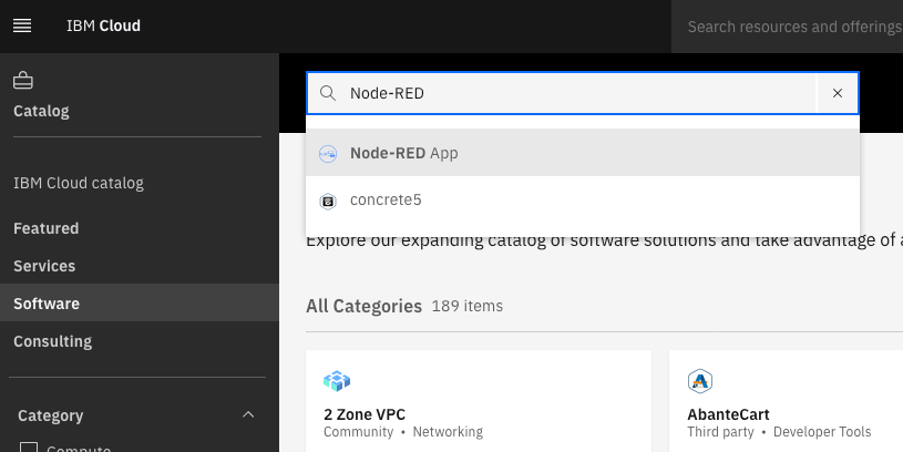 IBM Cloud
Search resources and offerings
Catalog
IBM Cloud catalog
Featured
Services
Software
Consulting
Category
Compute
Node-RED
Node-RED App
concrete5
Explore our expanding catalog of software solutions and take advantage of a
All Categories 189 items
2 Zone VPC
Community • Networking
AbanteCart
Third party • Developer Tools